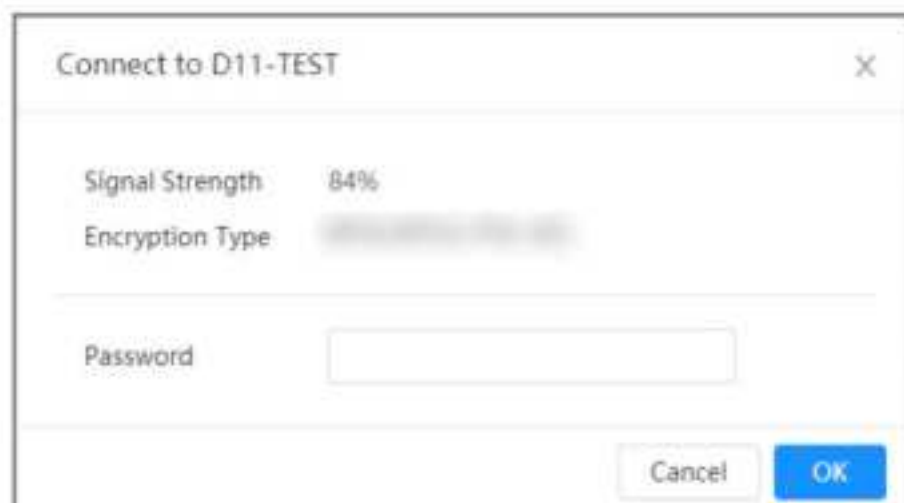 Connect to D11-TEST
Signal Strength 84%
Encryption Type
Password
Cancel OK